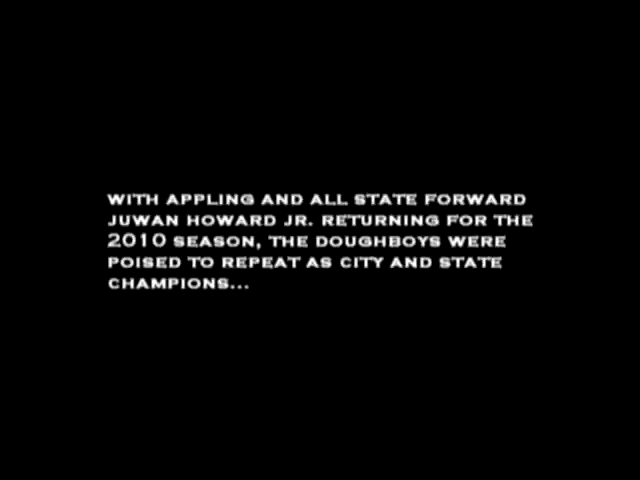 WITH APPLING AND ALL STATE FORWARD
JUWAN HOWARD JR. RETURNING FOR THE
2010 SEASON, THE DOUGHBOYS WERE
POISED TO REPEAT AS CITY AND STATE
CHAMPIONS...